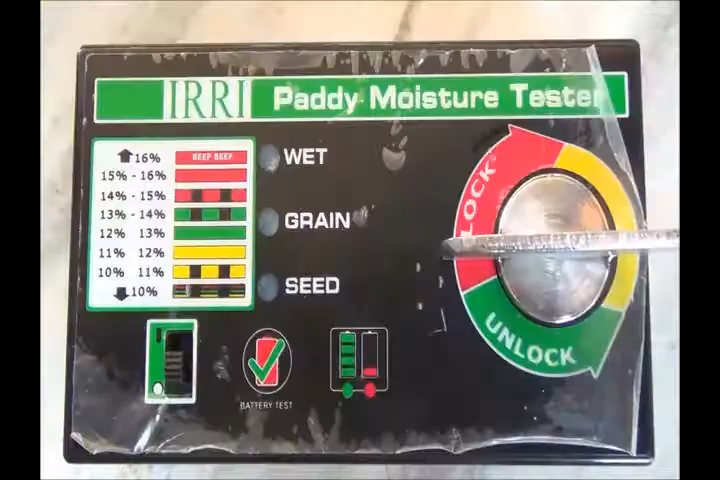 IRRI Paddy Moisture Tester
16% BEEP BEEP
15% - 16%
14% - 15%
13% - 14%
12% 13%
11% 12%
10% 11%
10%
WET
GRAIN
SEED
LOCK
UNLOCK
BATTERY TEST